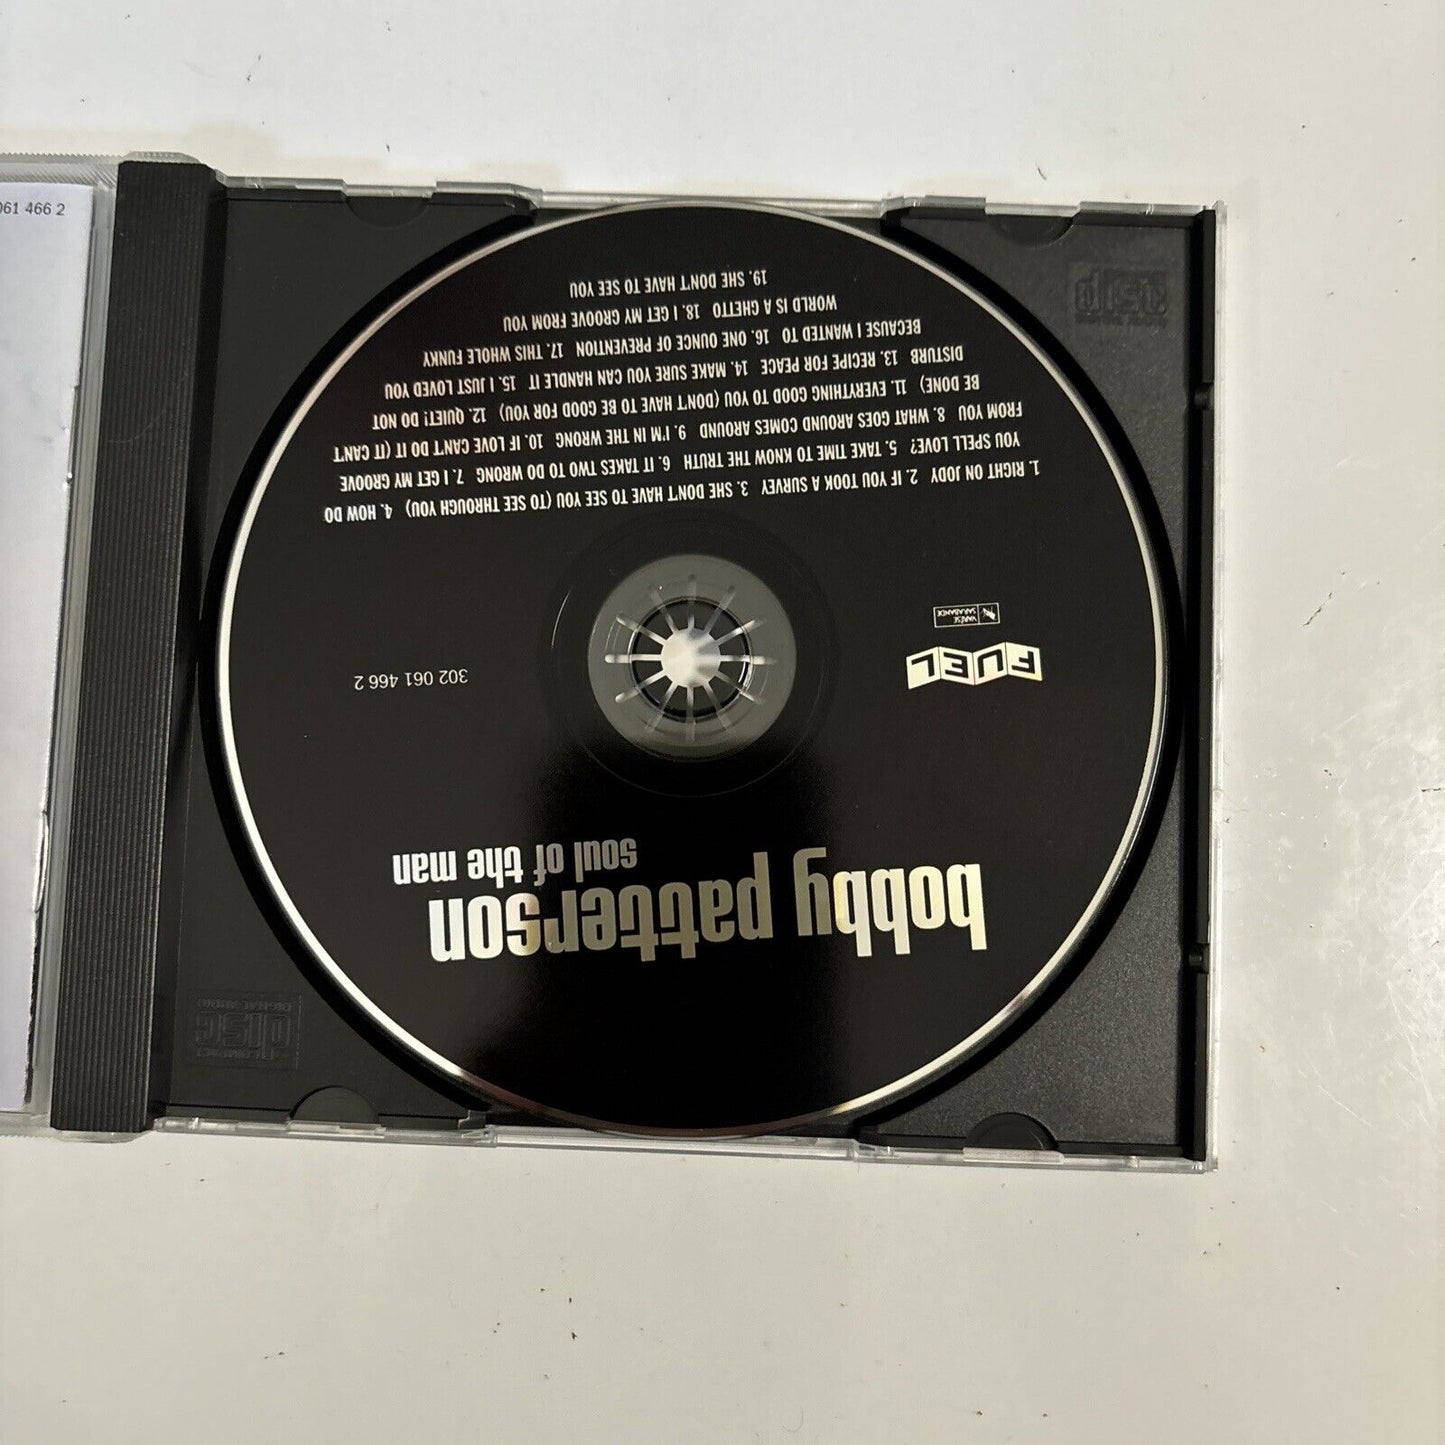 bobby patterson
soul of the man
302 061 466 2
FUEL
VARÈSE
SARABANDE
1. RIGHT ON JODY 2. IF YOU TOOK A SURVEY 3. SHE DON'T HAVE TO SEE YOU (TO SEE THROUGH YOU) 4. HOW DO
YOU SPELL LOVE? 5. TAKE TIME TO KNOW THE TRUTH 6. IT TAKES TWO TO DO WRONG 7. I GET MY GROOVE
FROM YOU 8. WHAT GOES AROUND COMES AROUND 9. I'M IN THE WRONG 10. IF LOVE CAN'T DO IT (IT CAN'T
BE DONE) 11. EVERYTHING GOOD TO YOU (DON'T HAVE TO BE GOOD FOR YOU) 12. QUIET! DO NOT
DISTURB 13. RECIPE FOR PEACE 14. MAKE SURE YOU CAN HANDLE IT 15. I JUST LOVED YOU
BECAUSE I WANTED TO 16. ONE OUNCE OF PREVENTION 17. THIS WHOLE FUNKY
WORLD IS A GHETTO 18. I GET MY GROOVE FROM YOU
19. SHE DON'T HAVE TO SEE YOU
061 466 2
COMPACT
disc
DIGITAL AUDIO
disc